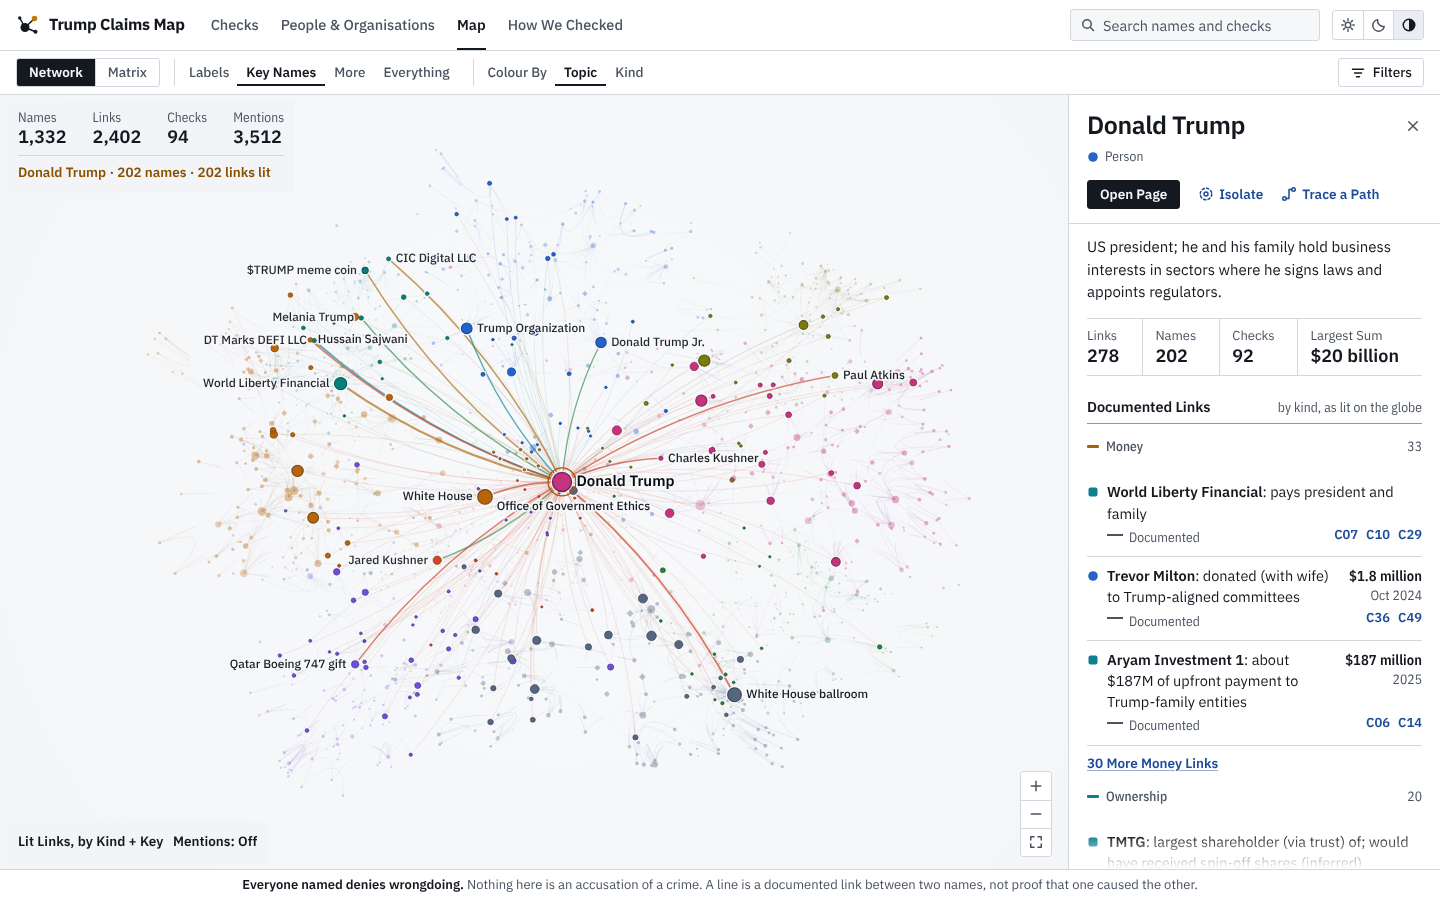 Trump Claims Map
Checks
People & Organisations
Map
How We Checked
Search names and checks
Network
Matrix
Labels
Key Names
More
Everything
Colour By
Topic
Kind
Filters
Names
1,332
Links
2,402
Checks
94
Mentions
3,512
Donald Trump · 202 names · 202 links lit
CIC Digital LLC
$TRUMP meme coin
Melania Trump
Trump Organization
DT Marks DEFI LLC
Hussain Sajwani
Donald Trump Jr.
World Liberty Financial
Paul Atkins
Charles Kushner
Donald Trump
White House
Office of Government Ethics
Jared Kushner
Qatar Boeing 747 gift
White House ballroom
Lit Links, by Kind + Key
Mentions: Off
Donald Trump
Person
Open Page
Isolate
Trace a Path
US president; he and his family hold business
interests in sectors where he signs laws and
appoints regulators.
Links
278
Names
202
Checks
92
Largest Sum
$20 billion
Documented Links
by kind, as lit on the globe
Money
33
World Liberty Financial: pays president and
family
Documented
C07 C10 C29
Trevor Milton: donated (with wife)
to Trump-aligned committees
$1.8 million
Oct 2024
Documented
C36 C49
Aryam Investment 1: about
$187M of upfront payment to
Trump-family entities
$187 million
2025
Documented
C06 C14
30 More Money Links
Ownership
20
TMTG: largest shareholder (via trust) of; would
have received spin-off shares (inferred)
Everyone named denies wrongdoing. Nothing here is an accusation of a crime. A line is a documented link between two names, not proof that one caused the other.